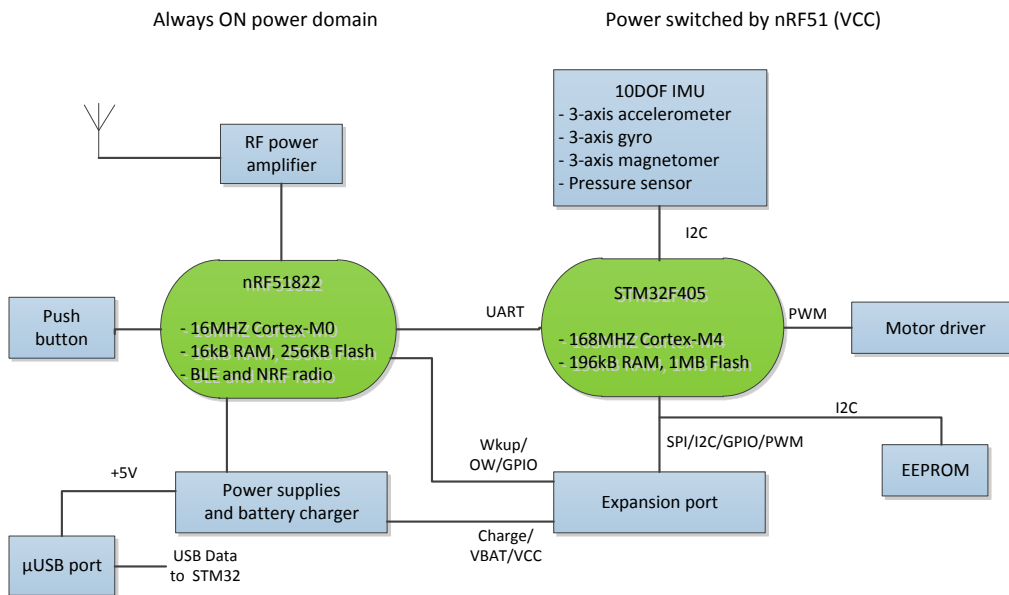 Always ON power domain
Power switched by nRF51 (VCC)
10DOF IMU
- 3-axis accelerometer
- 3-axis gyro
- 3-axis magnetomer
- Pressure sensor
RF power
amplifier
I2C
nRF51822
- 16MHZ Cortex-M0
- 16kB RAM, 256KB Flash
- BLE and NRF radio
STM32F405
- 168MHZ Cortex-M4
- 196kB RAM, 1MB Flash
Push
button
UART
PWM
Motor driver
I2C
Wkup/
OW/GPIO
SPI/I2C/GPIO/PWM
EEPROM
+5V
Power supplies
and battery charger
Expansion port
Charge/
VBAT/VCC
µUSB port
USB Data
to STM32